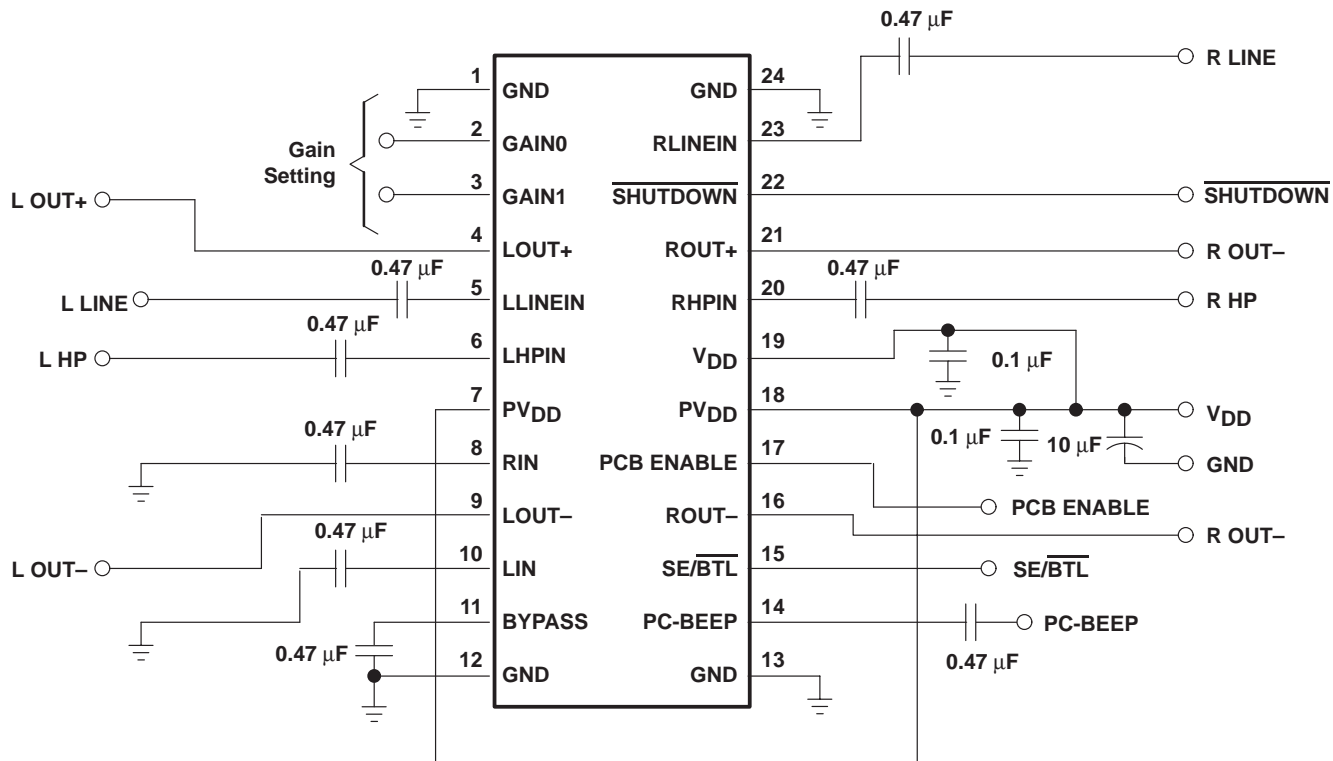 0.47 μF
R LINE
1
GND
GND
24
2
GAIN0
RLINEIN
23
Gain
Setting
3
GAIN1
SHUTDOWN
22
SHUTDOWN
L OUT+
4
LOUT+
ROUT+
21
R OUT–
0.47 μF
0.47 μF
L LINE
5
LLINEIN
RHPIN
20
R HP
0.47 μF
L HP
6
LHPIN
VDD
19
0.1 μF
7
PVDD
PVDD
18
VDD
0.47 μF
0.1 μF
10 μF
8
RIN
PCB ENABLE
17
GND
9
LOUT–
ROUT–
16
PCB ENABLE
0.47 μF
R OUT–
L OUT–
10
LIN
SE/BTL
15
SE/BTL
11
BYPASS
PC-BEEP
14
PC-BEEP
0.47 μF
0.47 μF
12
GND
GND
13